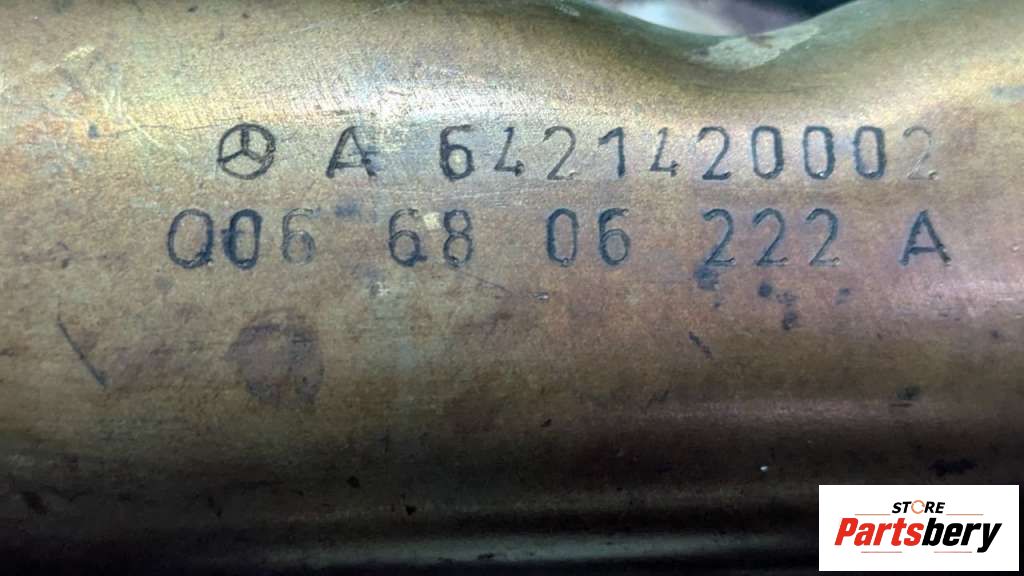 A 6421420002
Q06 68 06 222 A
STORE
Partsbery